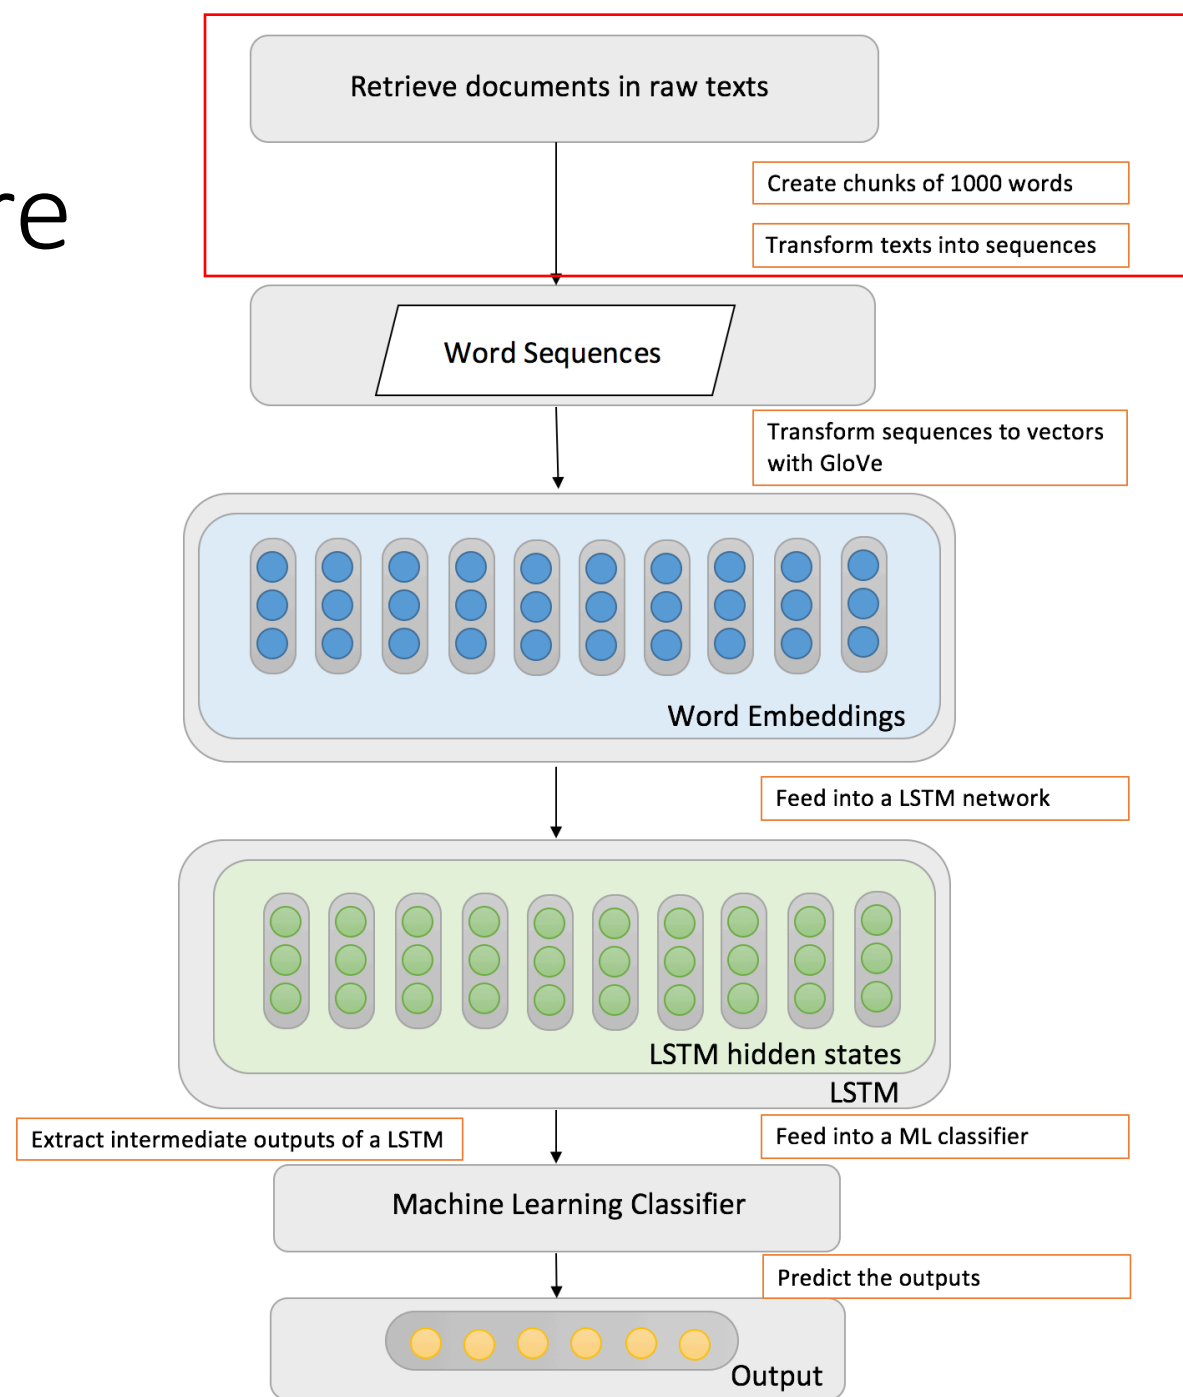 Retrieve documents in raw texts
re
Create chunks of 1000 words
Transform texts into sequences
Word Sequences
Transform sequences to vectors
with GloVe
Word Embeddings
Feed into a LSTM network
LSTM hidden states
LSTM
Extract intermediate outputs of a LSTM
Feed into a ML classifier
Machine Learning Classifier
Predict the outputs
Output